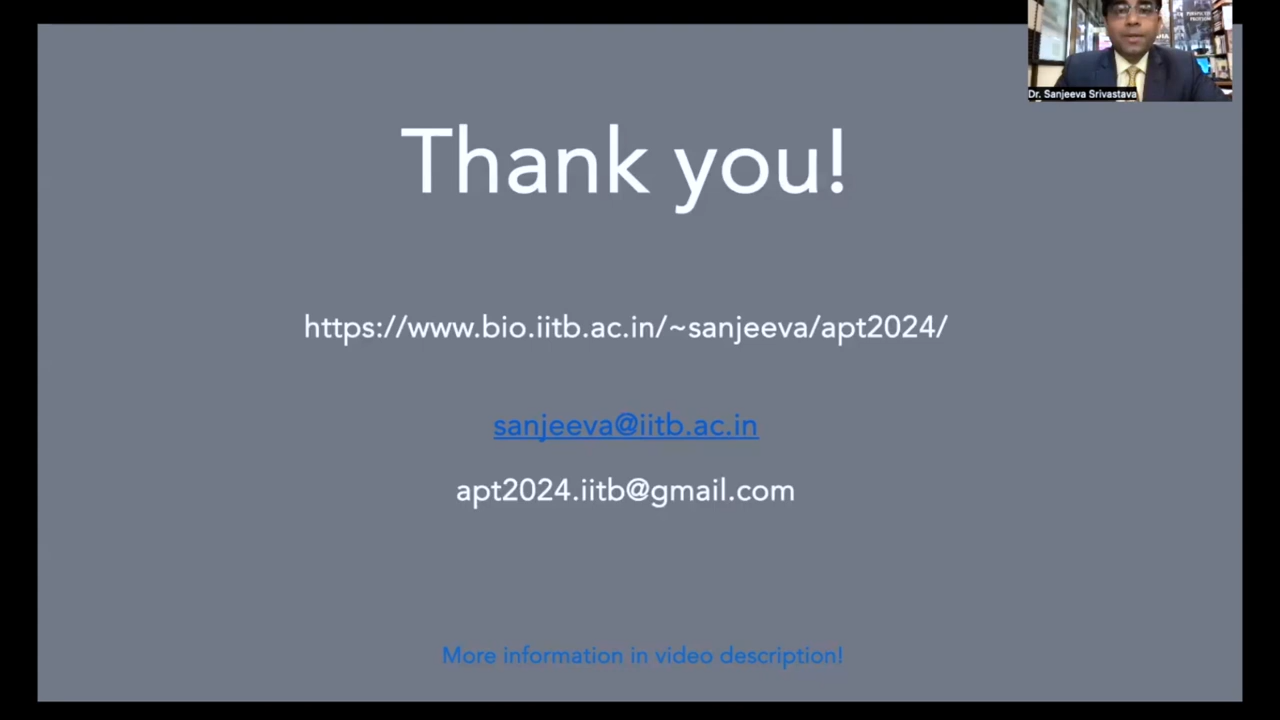 Dr. Sanjeeva Srivastava
Thank you!
https://www.bio.iitb.ac.in/~sanjeeva/apt2024/
sanjeeva@iitb.ac.in
apt2024.iitb@gmail.com
More information in video description!